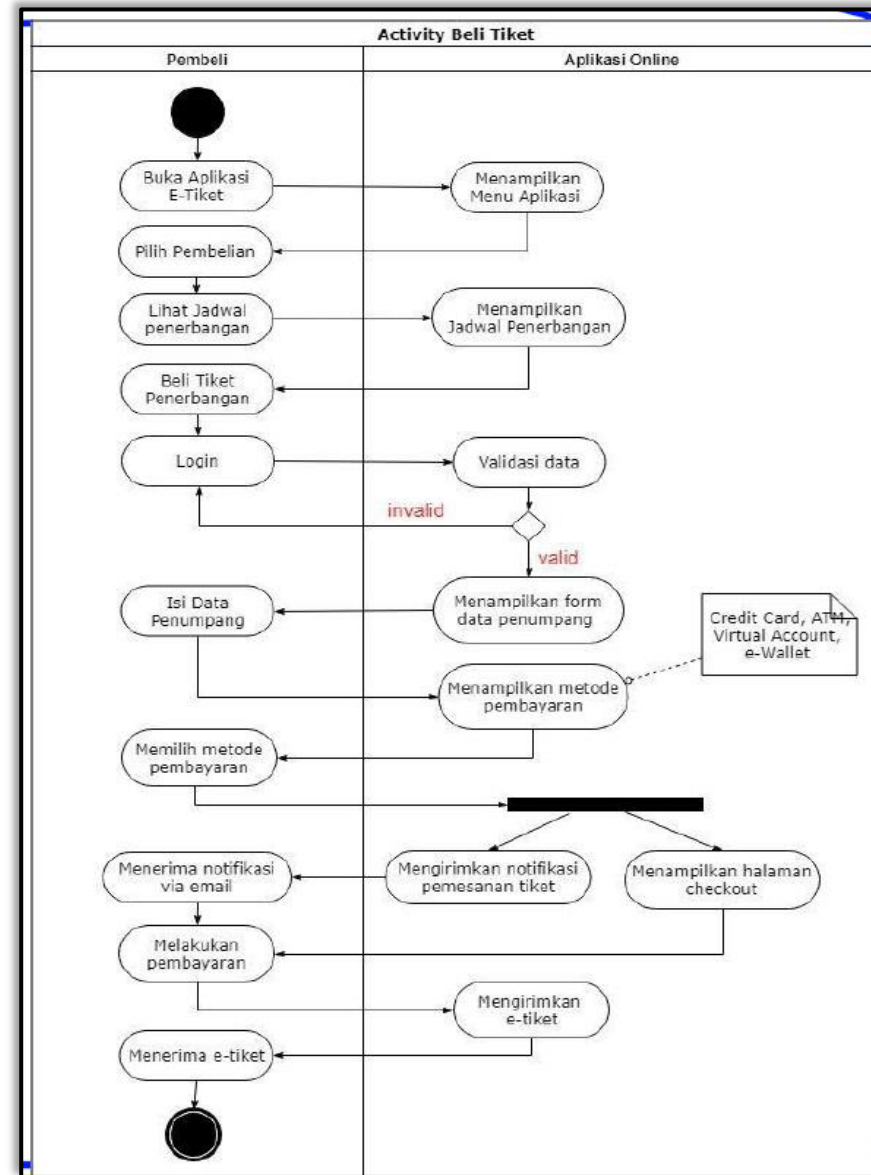 Activity Beli Tiket
Pembeli
Aplikasi Online
Buka Aplikasi
E-Tiket
Menampilkan
Menu Aplikasi
Pilih Pembelian
Lihat Jadwal
penerbangan
Menampilkan
Jadwal Penerbangan
Beli Tiket
Penerbangan
Login
Validasi data
invalid
valid
Menampilkan form
data penumpang
Isi Data
Penumpang
Credit Card, ATM,
Virtual Account,
e-Wallet
Menampilkan metode
pembayaran
Memilih metode
pembayaran
Mengirimkan notifikasi
pemesanan tiket
Menampilkan halaman
checkout
Menerima notifikasi
via email
Melakukan
pembayaran
Mengirimkan
e-tiket
Menerima e-tiket